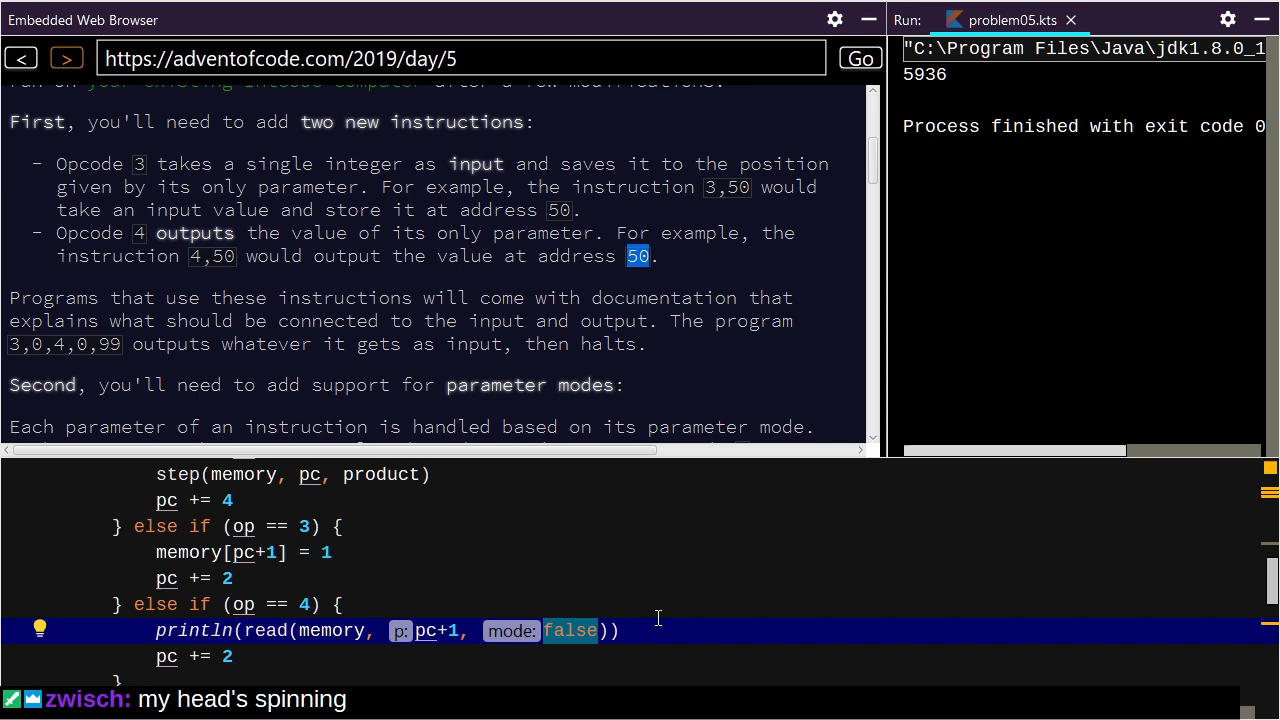 Embedded Web Browser
< > https://adventofcode.com/2019/day/5 Go
run on your existing Intcode computer after a few modifications.
First, you'll need to add two new instructions:
- Opcode 3 takes a single integer as input and saves it to the position
given by its only parameter. For example, the instruction 3,50 would
take an input value and store it at address 50.
- Opcode 4 outputs the value of its only parameter. For example, the
instruction 4,50 would output the value at address 50.
Programs that use these instructions will come with documentation that
explains what should be connected to the input and output. The program
3,0,4,0,99 outputs whatever it gets as input, then halts.
Second, you'll need to add support for parameter modes:
Each parameter of an instruction is handled based on its parameter mode.
Run: problem05.kts
"C:\Program Files\Java\jdk1.8.0_1
5936
Process finished with exit code 0
step(memory, pc, product)
pc += 4
} else if (op == 3) {
memory[pc+1] = 1
pc += 2
} else if (op == 4) {
println(read(memory, p: pc+1, mode: false))
pc += 2
}
zwisch: my head's spinning